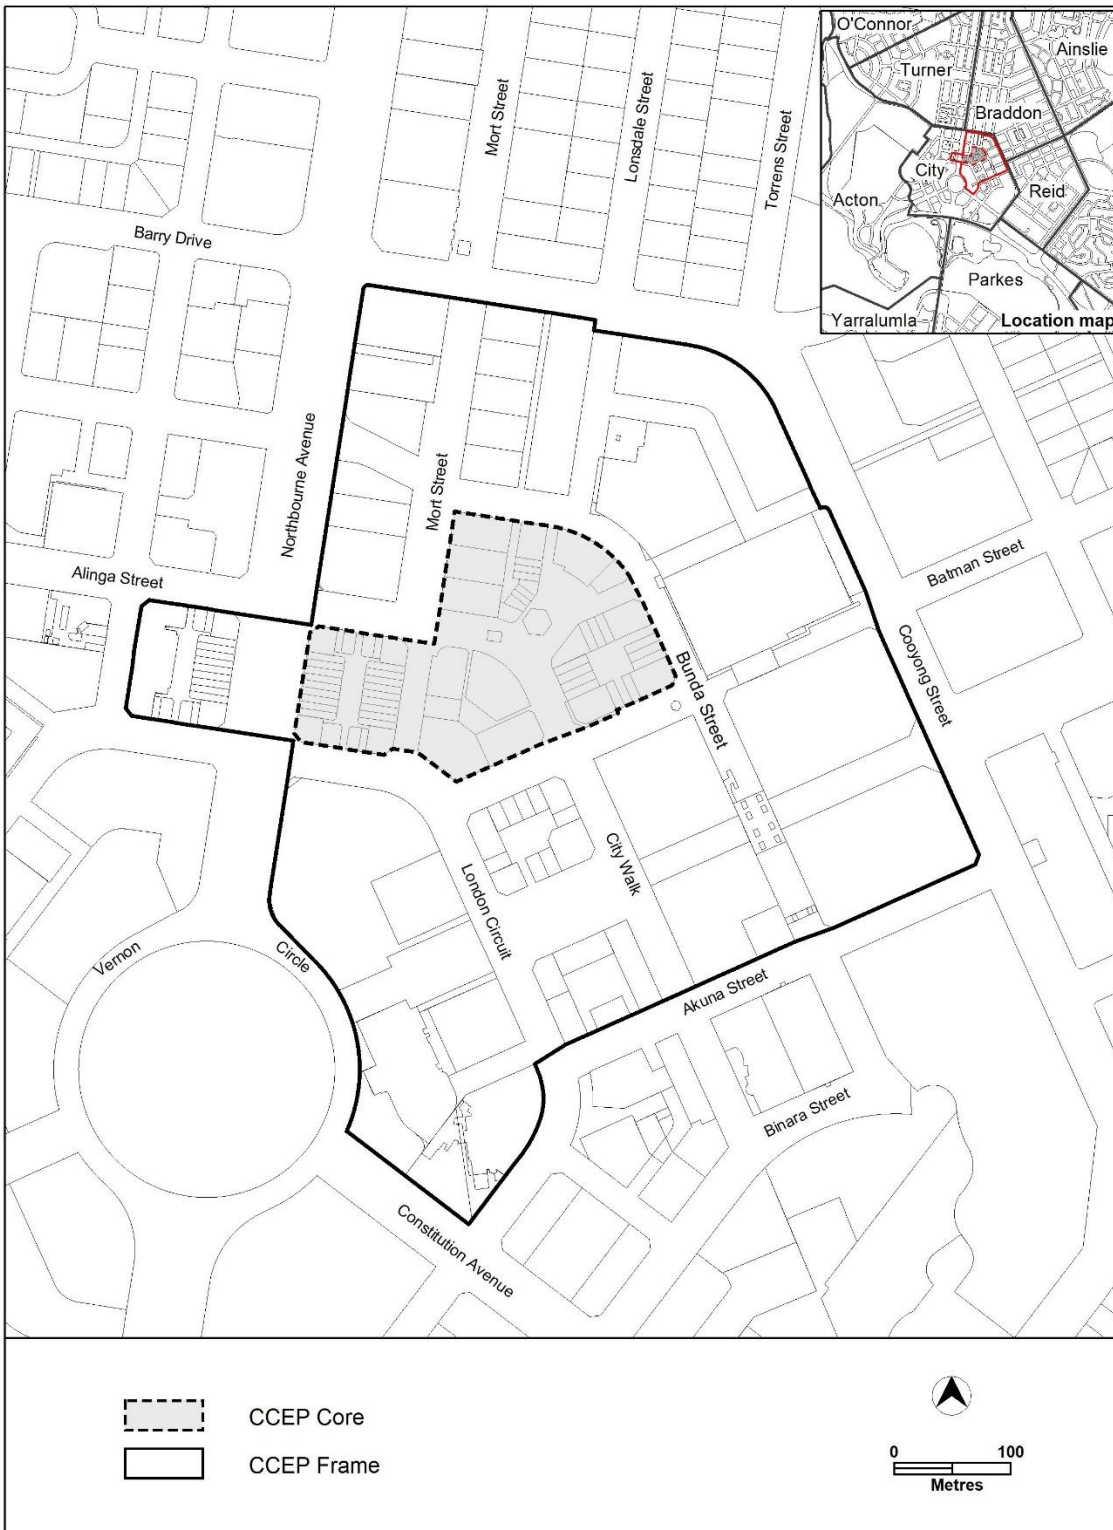 O'Connor
Ainslie
Turner
Braddon
City
Reid
Acton
Parkes
Yarralumla
Location map
Mort Street
Lonsdale Street
Torrens Street
Barry Drive
Northbourne Avenue
Mort Street
Alinga Street
Batman Street
Cooyong Street
Bunda Street
City Walk
London Circuit
Vernon
Circle
Akuna Street
Binara Street
Constitution Avenue
CCEP Core
CCEP Frame
0 100
Metres